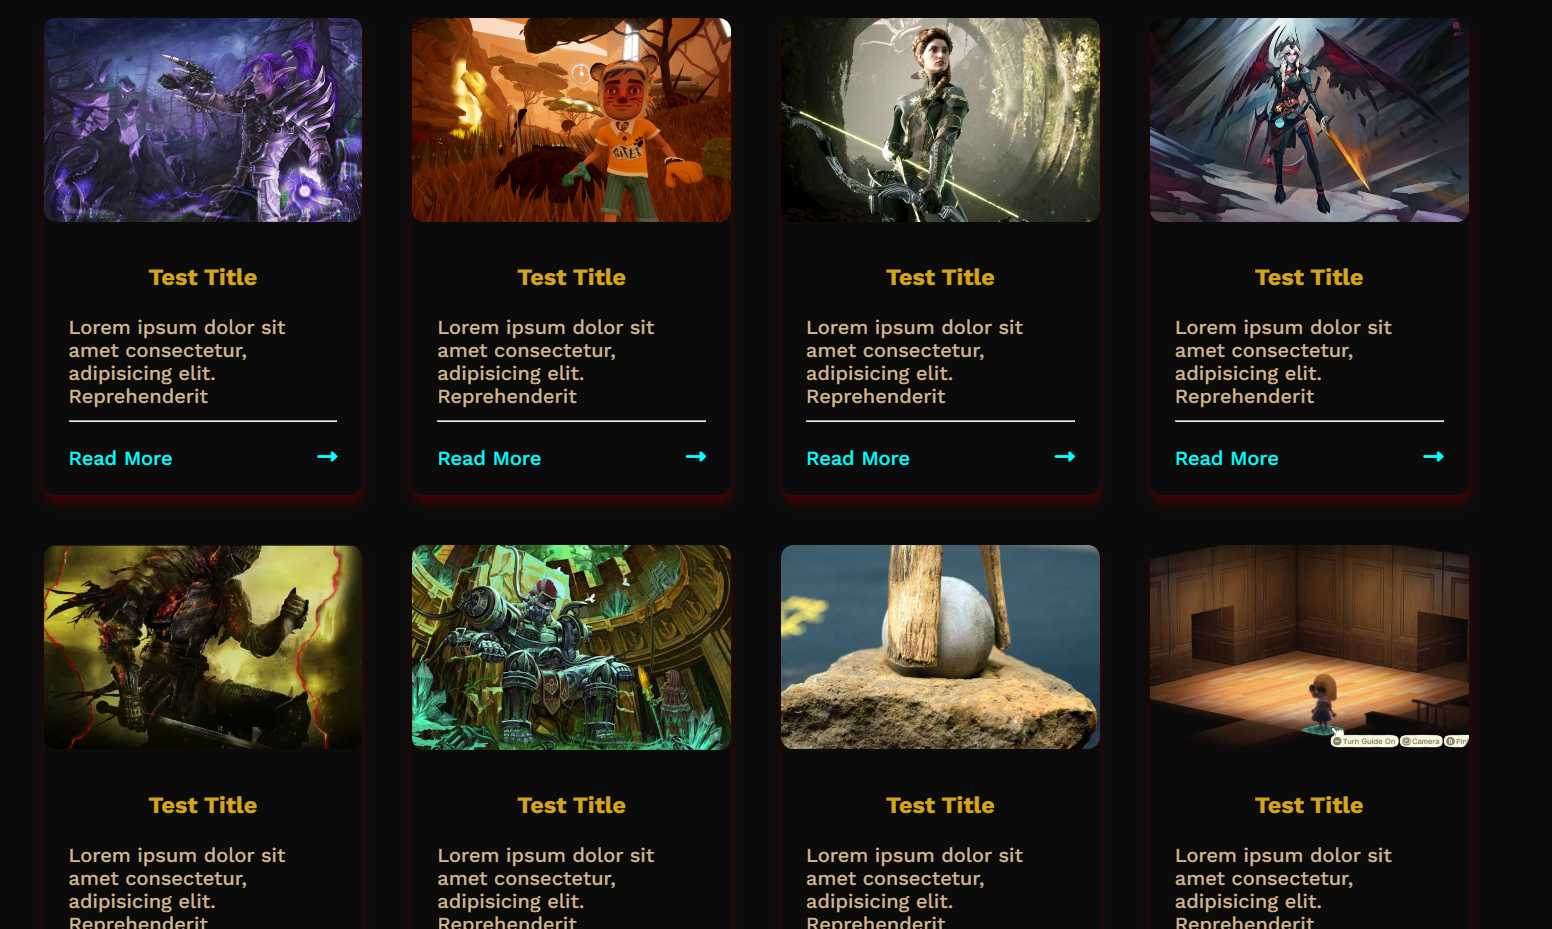 Test Title
Test Title
Test Title
Test Title
Lorem ipsum dolor sit
amet consectetur,
adipisicing elit.
Reprehenderit
Lorem ipsum dolor sit
amet consectetur,
adipisicing elit.
Reprehenderit
Lorem ipsum dolor sit
amet consectetur,
adipisicing elit.
Reprehenderit
Lorem ipsum dolor sit
amet consectetur,
adipisicing elit.
Reprehenderit
Read More
Read More
Read More
Read More
Turn Guide On
Camera
Fin
Test Title
Test Title
Test Title
Test Title
Lorem ipsum dolor sit
amet consectetur,
adipisicing elit.
Reprehenderit
Lorem ipsum dolor sit
amet consectetur,
adipisicing elit.
Reprehenderit
Lorem ipsum dolor sit
amet consectetur,
adipisicing elit.
Reprehenderit
Lorem ipsum dolor sit
amet consectetur,
adipisicing elit.
Reprehenderit